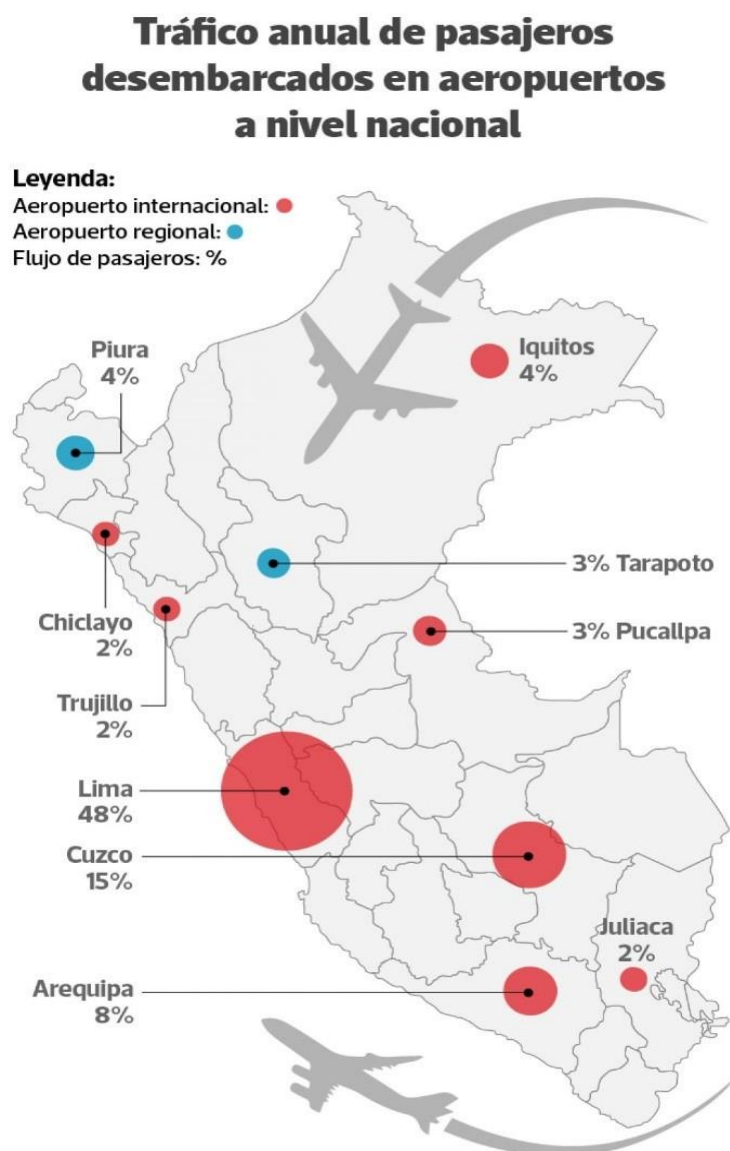 Tráfico anual de pasajeros
desembarcados en aeropuertos
a nivel nacional
Leyenda:
Aeropuerto internacional:
Aeropuerto regional:
Flujo de pasajeros: %
Piura
4%
Iquitos
4%
3% Tarapoto
Chiclayo
2%
3% Pucallpa
Trujillo
2%
Lima
48%
Cuzco
15%
Juliaca
2%
Arequipa
8%